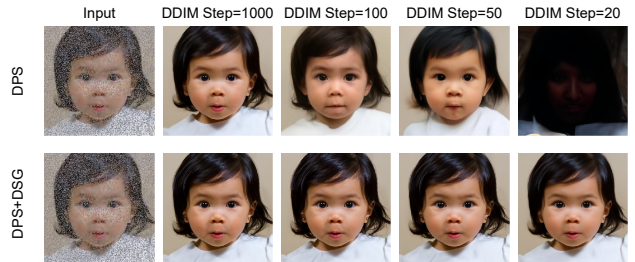 Input DDIM Step=1000 DDIM Step=100 DDIM Step=50 DDIM Step=20
DPS
DPS+DSG